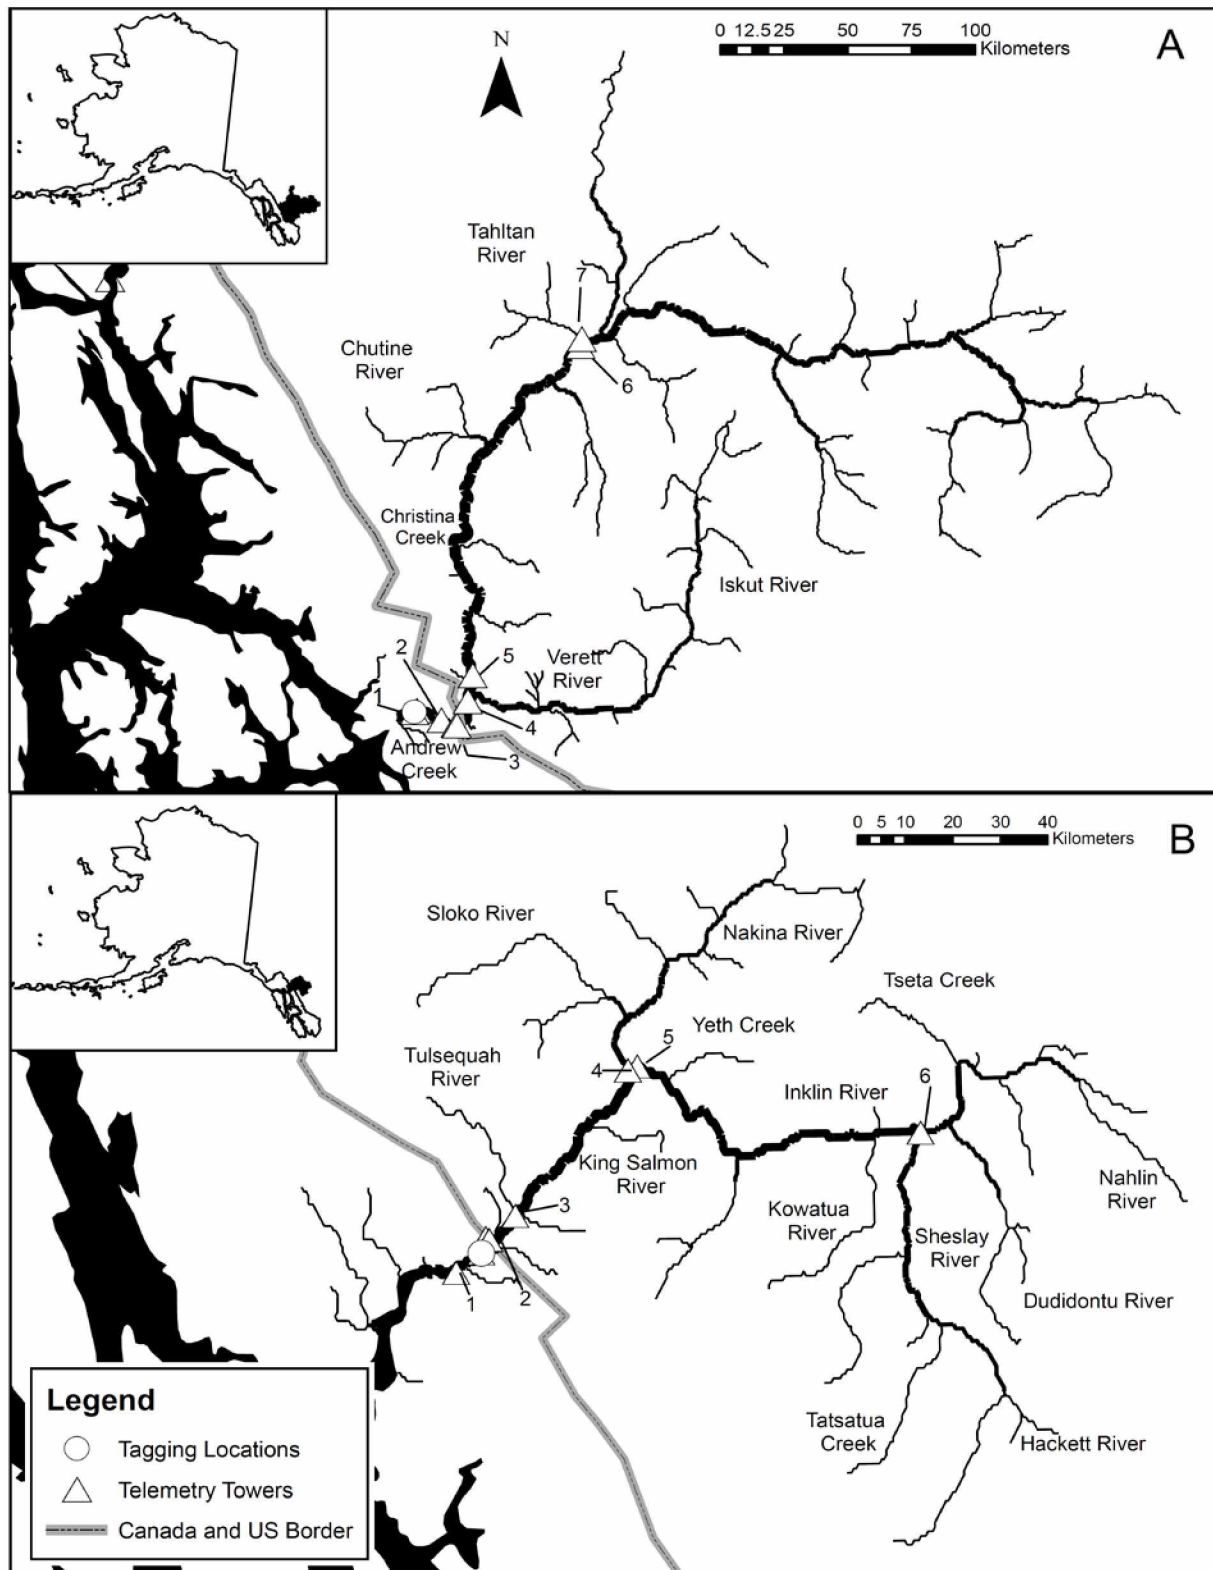 0 12.5 25 50 75 100
Kilometers
A
N
Tahltan
River
7
Chutine
River
6
Christina
Creek
Iskut River
2
5
Verett
River
1
4
Andrew
Creek
3
0 5 10 20 30 40
Kilometers
B
Sloko River
Nakina River
Tseta Creek
Yeth Creek
Tulsequah
River
5
4
Inklin River
6
King Salmon
River
Nahlin
River
Kowatua
River
Sheslay
River
3
2
1
Dudidontu River
Legend
Tagging Locations
Telemetry Towers
Canada and US Border
Tatsatua
Creek
Hackett River